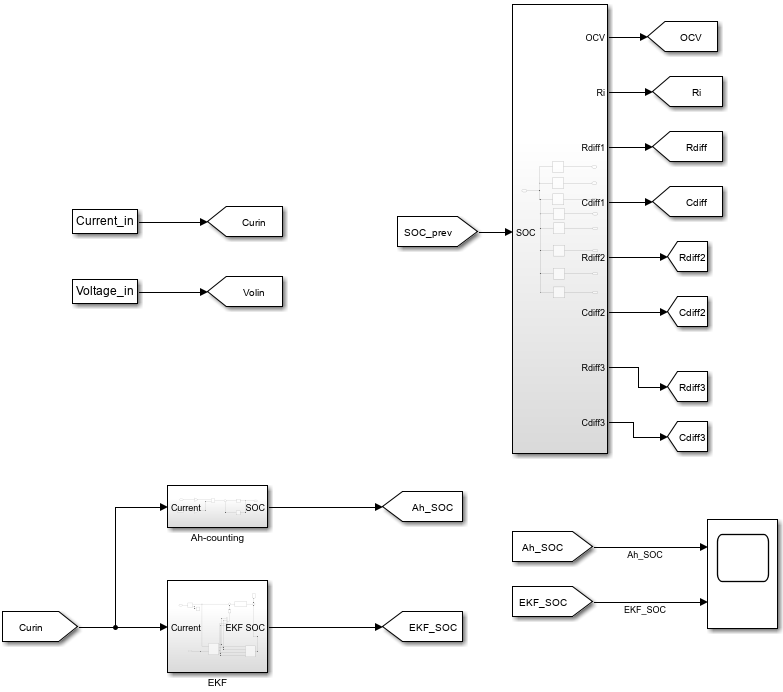 OCV
OCV
Ri
Ri
Rdiff1
Rdiff
Cdiff1
Cdiff
Current_in
Curin
SOC_prev
SOC
Rdiff2
Rdiff2
Voltage_in
Volin
Cdiff2
Cdiff2
Rdiff3
Rdiff3
Cdiff3
Cdiff3
Current
SOC
Ah_SOC
Ah-counting
Ah_SOC
Ah_SOC
Curin
Current
EKF SOC
EKF_SOC
EKF
EKF_SOC
EKF_SOC